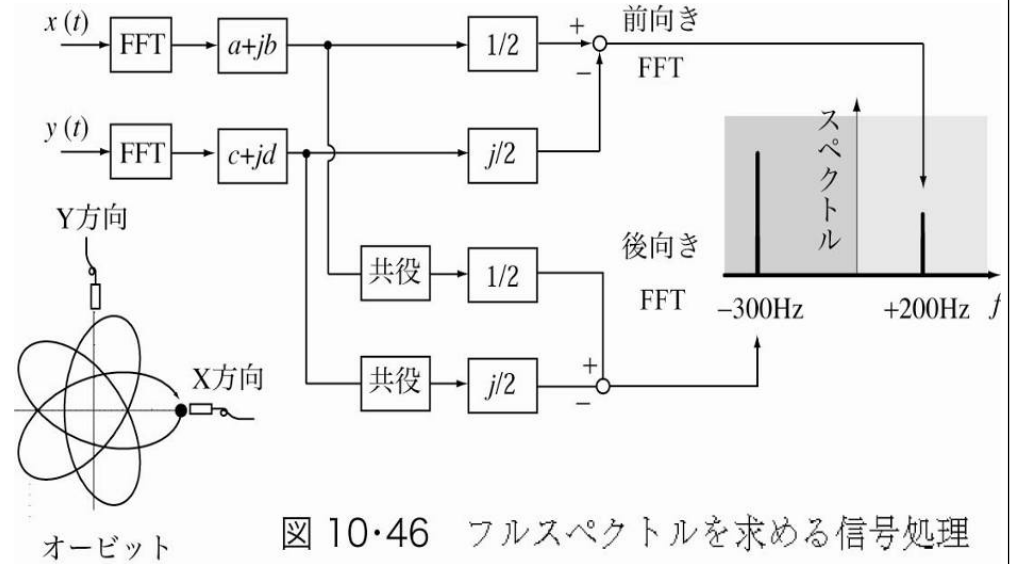 x (t)
FFT
a+jb
1/2
+
−
前向き
FFT
y (t)
FFT
c+jd
j/2
スペクトル
Y方向
共役
1/2
後向き
FFT
−300Hz
+200Hz
f
X方向
共役
j/2
+
−
オービット
図 10·46 フルスペクトルを求める信号処理